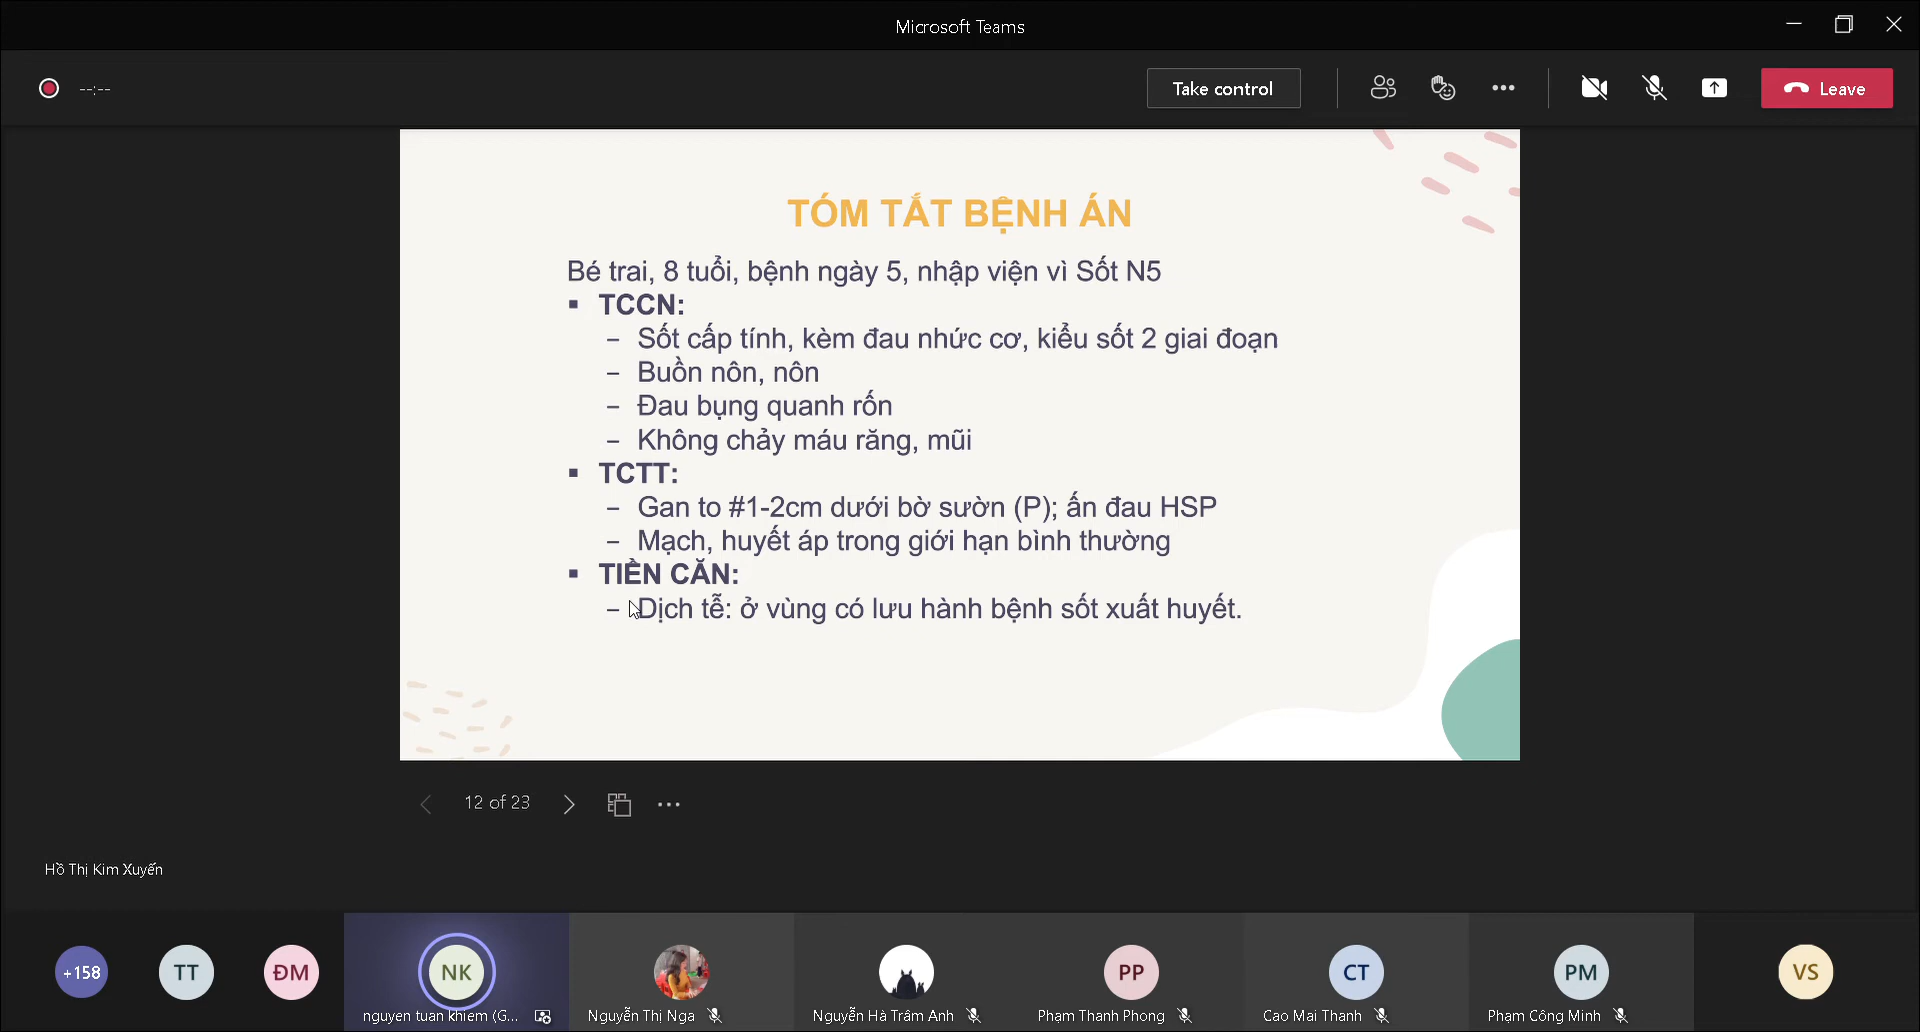 Microsoft Teams
--:--
Take control
Leave
TÓM TẮT BỆNH ÁN
Bé trai, 8 tuổi, bệnh ngày 5, nhập viện vì Sốt N5
▪ TCCN:
– Sốt cấp tính, kèm đau nhức cơ, kiểu sốt 2 giai đoạn
– Buồn nôn, nôn
– Đau bụng quanh rốn
– Không chảy máu răng, mũi
▪ TCTT:
– Gan to #1-2cm dưới bờ sườn (P); ấn đau HSP
– Mạch, huyết áp trong giới hạn bình thường
▪ TIỀN CĂN:
– Dịch tễ: ở vùng có lưu hành bệnh sốt xuất huyết.
12 of 23
Hồ Thị Kim Xuyến
+158
TT
ĐM
NK
PP
CT
PM
VS
nguyen tuan khiem (G...
Nguyễn Thị Nga
Nguyễn Hà Trâm Anh
Phạm Thanh Phong
Cao Mai Thanh
Phạm Công Minh